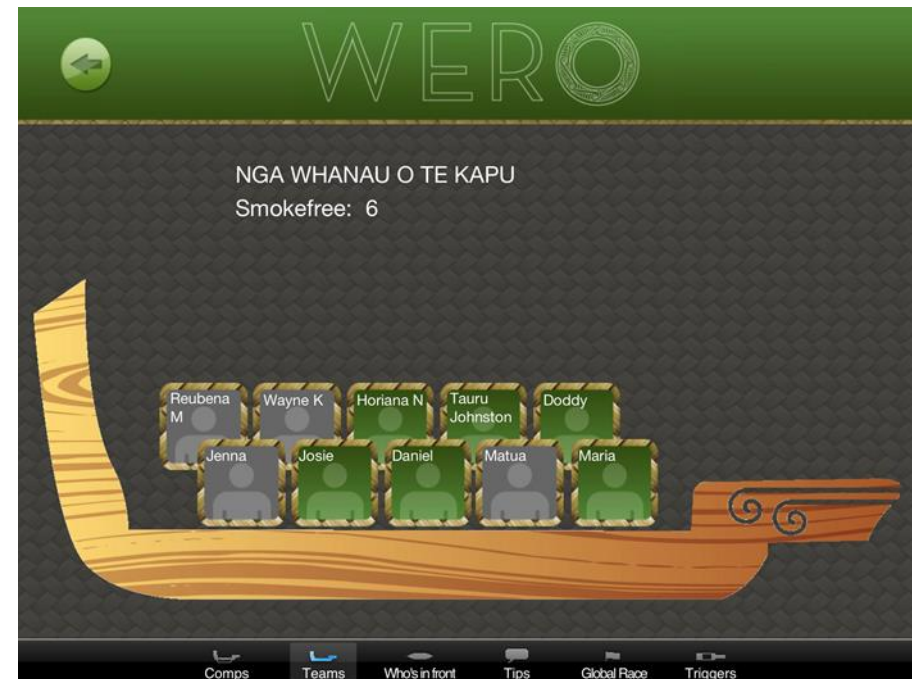 WERO
NGA WHANAU O TE KAPU
Smokefree: 6
Reubena
M
Wayne K
Horiana N
Tauru
Johnston
Doddy
Jenna
Josie
Daniel
Matua
Maria
Comps
Teams
Who's in front
Tips
Global Race
Triggers